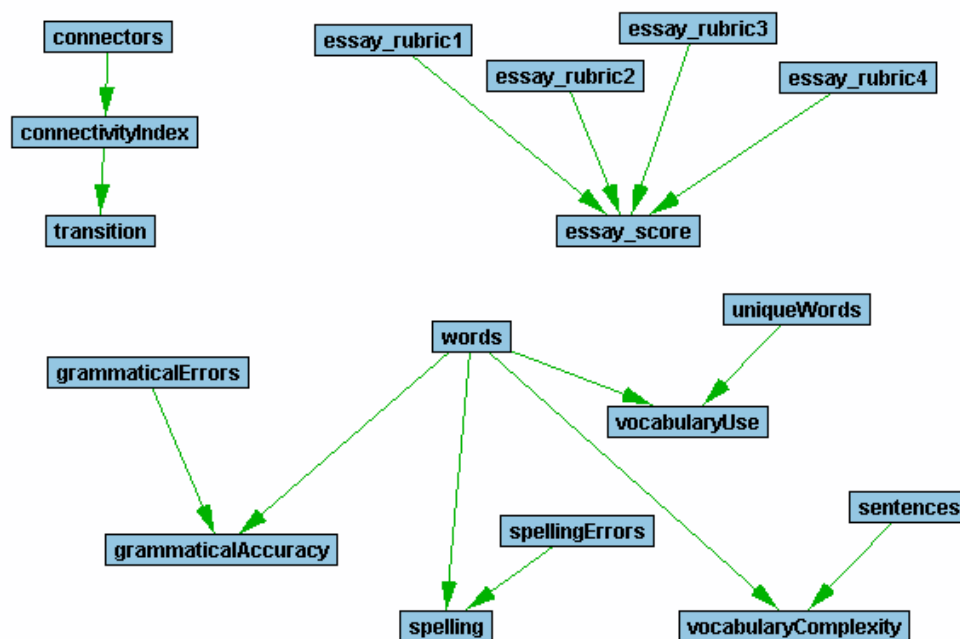 connectors
essay_rubric1
essay_rubric3
essay_rubric2
essay_rubric4
connectivityIndex
transition
essay_score
uniqueWords
words
grammaticalErrors
vocabularyUse
sentences
spellingErrors
grammaticalAccuracy
spelling
vocabularyComplexity